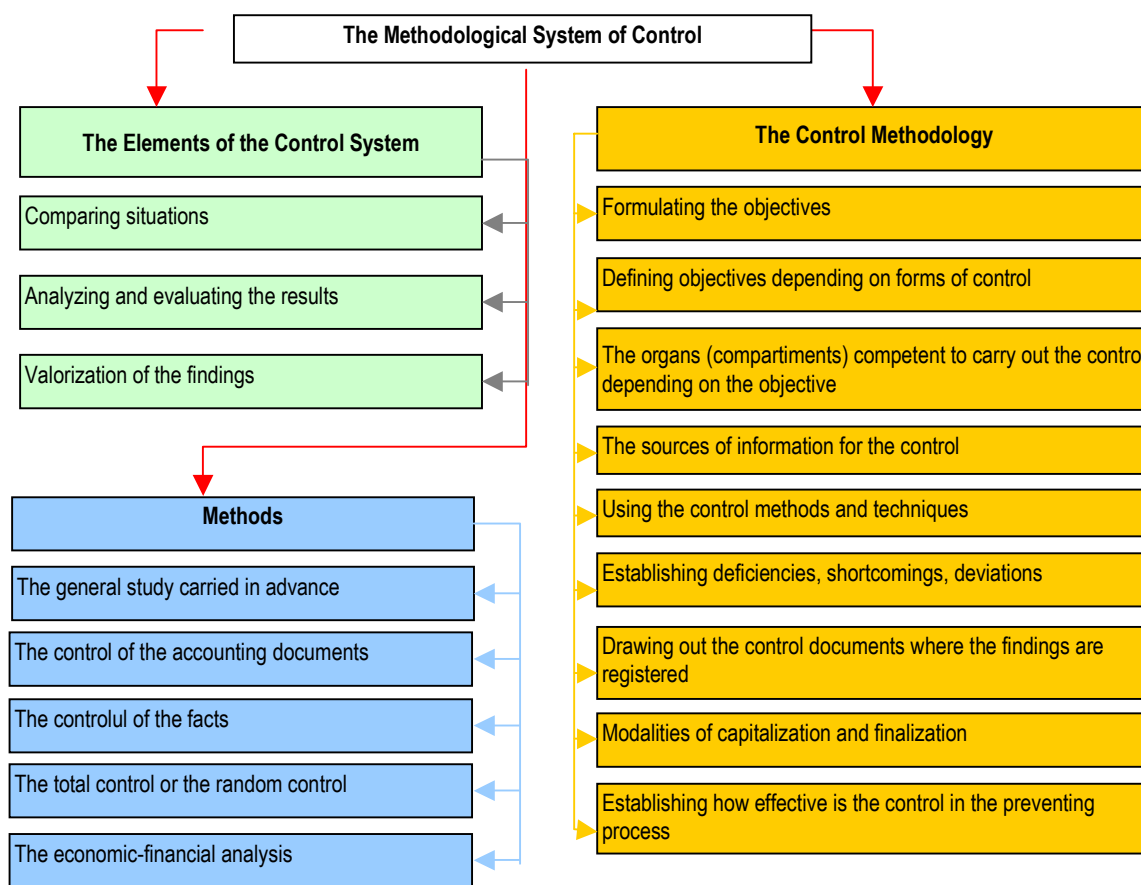 The Methodological System of Control
The Elements of the Control System
Comparing situations
Analyzing and evaluating the results
Valorization of the findings
Methods
The general study carried in advance
The control of the accounting documents
The controlul of the facts
The total control or the random control
The economic-financial analysis
The Control Methodology
Formulating the objectives
Defining objectives depending on forms of control
The organs (compartiments) competent to carry out the control
depending on the objective
The sources of information for the control
Using the control methods and techniques
Establishing deficiencies, shortcomings, deviations
Drawing out the control documents where the findings are
registered
Modalities of capitalization and finalization
Establishing how effective is the control in the preventing
process